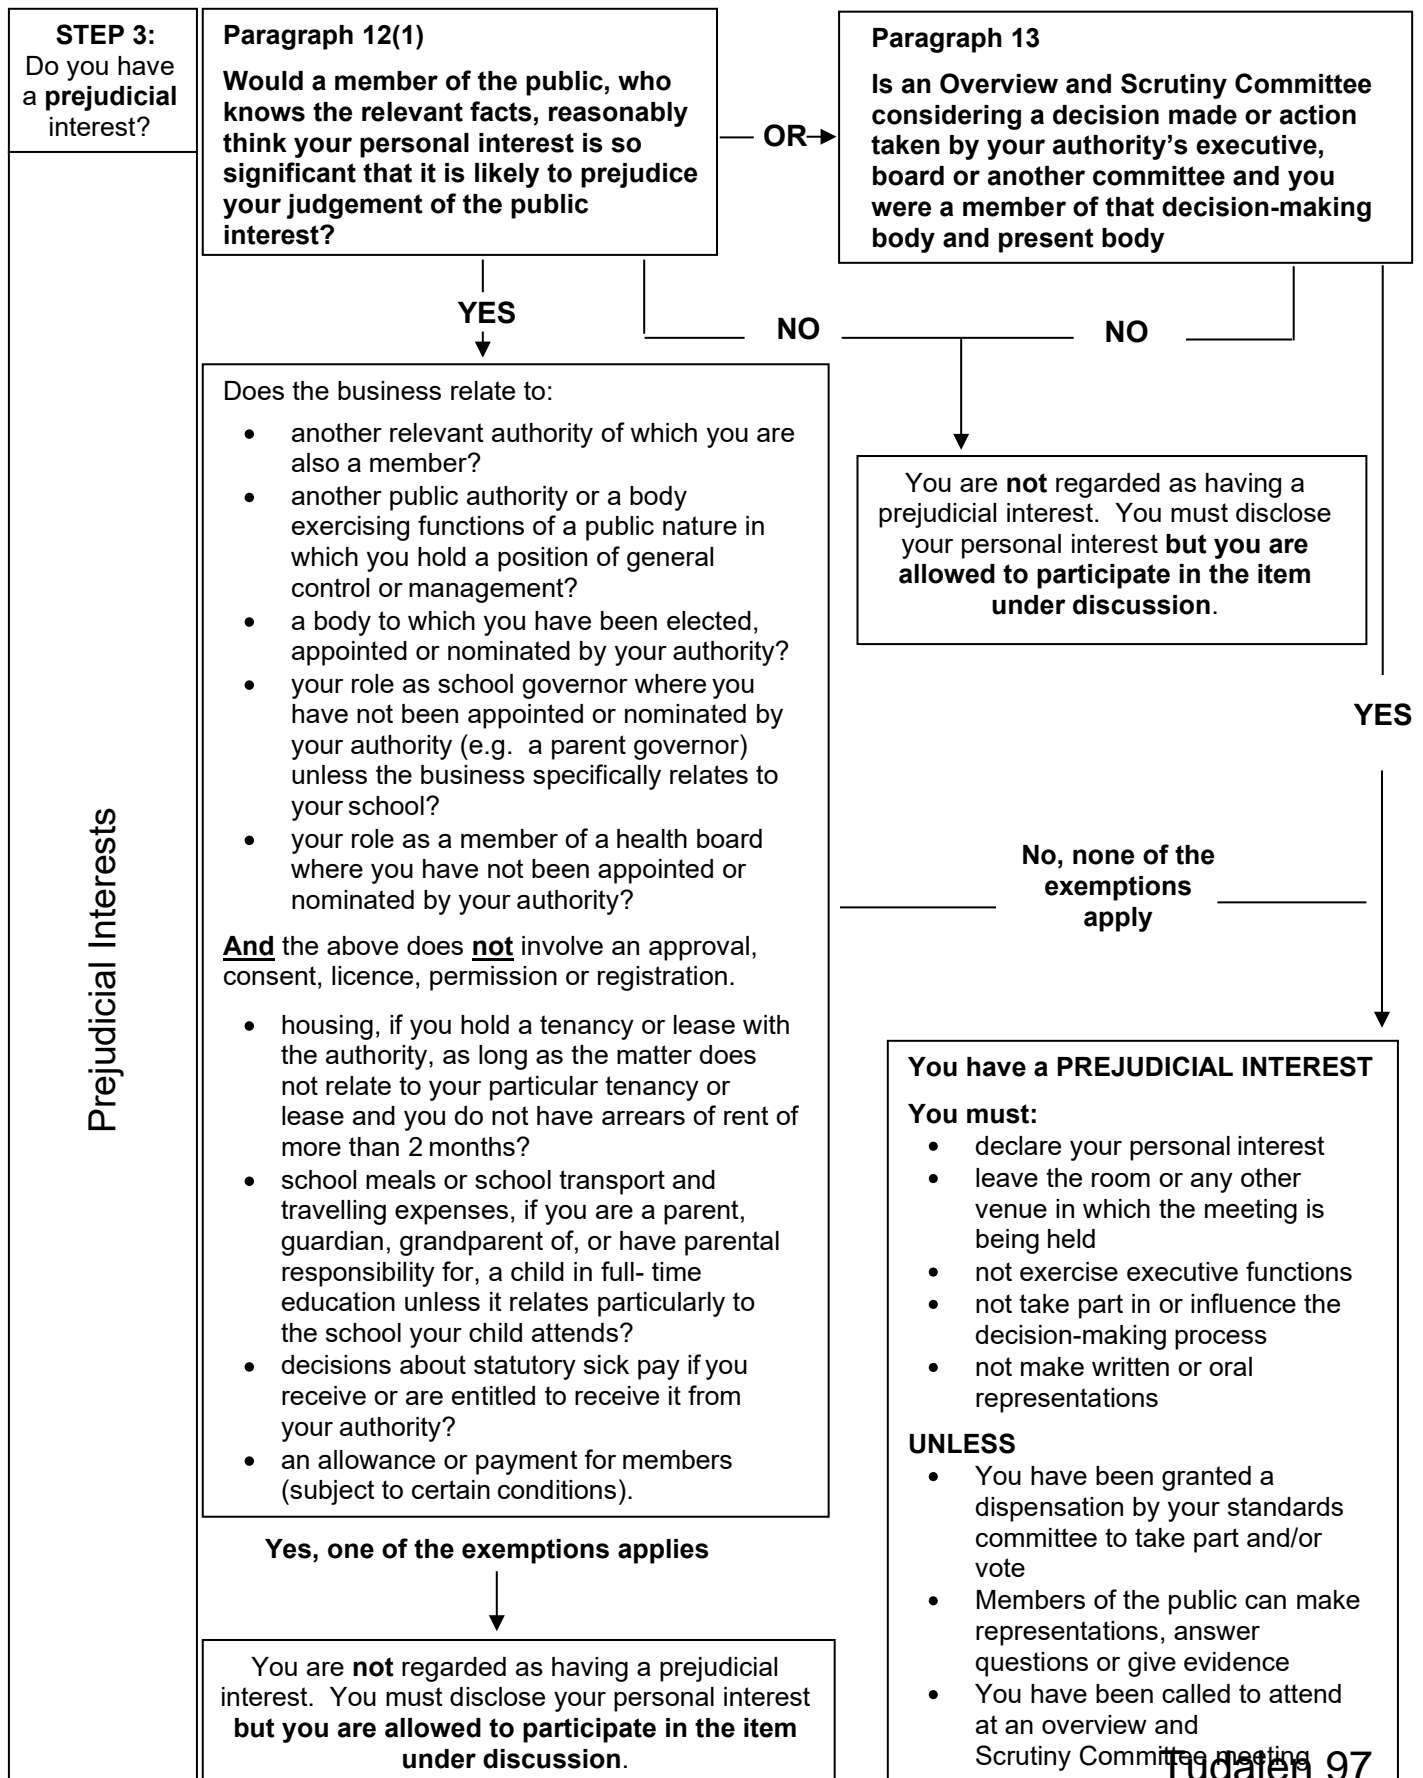 STEP 3:
Do you have
a prejudicial
interest?
Prejudicial Interests
Paragraph 12(1)
Would a member of the public, who
knows the relevant facts, reasonably
think your personal interest is so
significant that it is likely to prejudice
your judgement of the public
interest?
OR
Paragraph 13
Is an Overview and Scrutiny Committee
considering a decision made or action
taken by your authority’s executive,
board or another committee and you
were a member of that decision-making
body and present body
YES
NO
NO
Does the business relate to:
• another relevant authority of which you are
also a member?
• another public authority or a body
exercising functions of a public nature in
which you hold a position of general
control or management?
• a body to which you have been elected,
appointed or nominated by your authority?
• your role as school governor where you
have not been appointed or nominated by
your authority (e.g. a parent governor)
unless the business specifically relates to
your school?
• your role as a member of a health board
where you have not been appointed or
nominated by your authority?
And the above does not involve an approval,
consent, licence, permission or registration.
• housing, if you hold a tenancy or lease with
the authority, as long as the matter does
not relate to your particular tenancy or
lease and you do not have arrears of rent of
more than 2 months?
• school meals or school transport and
travelling expenses, if you are a parent,
guardian, grandparent of, or have parental
responsibility for, a child in full- time
education unless it relates particularly to
the school your child attends?
• decisions about statutory sick pay if you
receive or are entitled to receive it from
your authority?
• an allowance or payment for members
(subject to certain conditions).
You are not regarded as having a
prejudicial interest. You must disclose
your personal interest but you are
allowed to participate in the item
under discussion.
YES
No, none of the
exemptions
apply
You have a PREJUDICIAL INTEREST
You must:
• declare your personal interest
• leave the room or any other
venue in which the meeting is
being held
• not exercise executive functions
• not take part in or influence the
decision-making process
• not make written or oral
representations
UNLESS
• You have been granted a
dispensation by your standards
committee to take part and/or
vote
• Members of the public can make
representations, answer
questions or give evidence
• You have been called to attend
at an overview and
Scrutiny Committee meeting
Yes, one of the exemptions applies
You are not regarded as having a prejudicial
interest. You must disclose your personal interest
but you are allowed to participate in the item
under discussion.
Tudalen 97